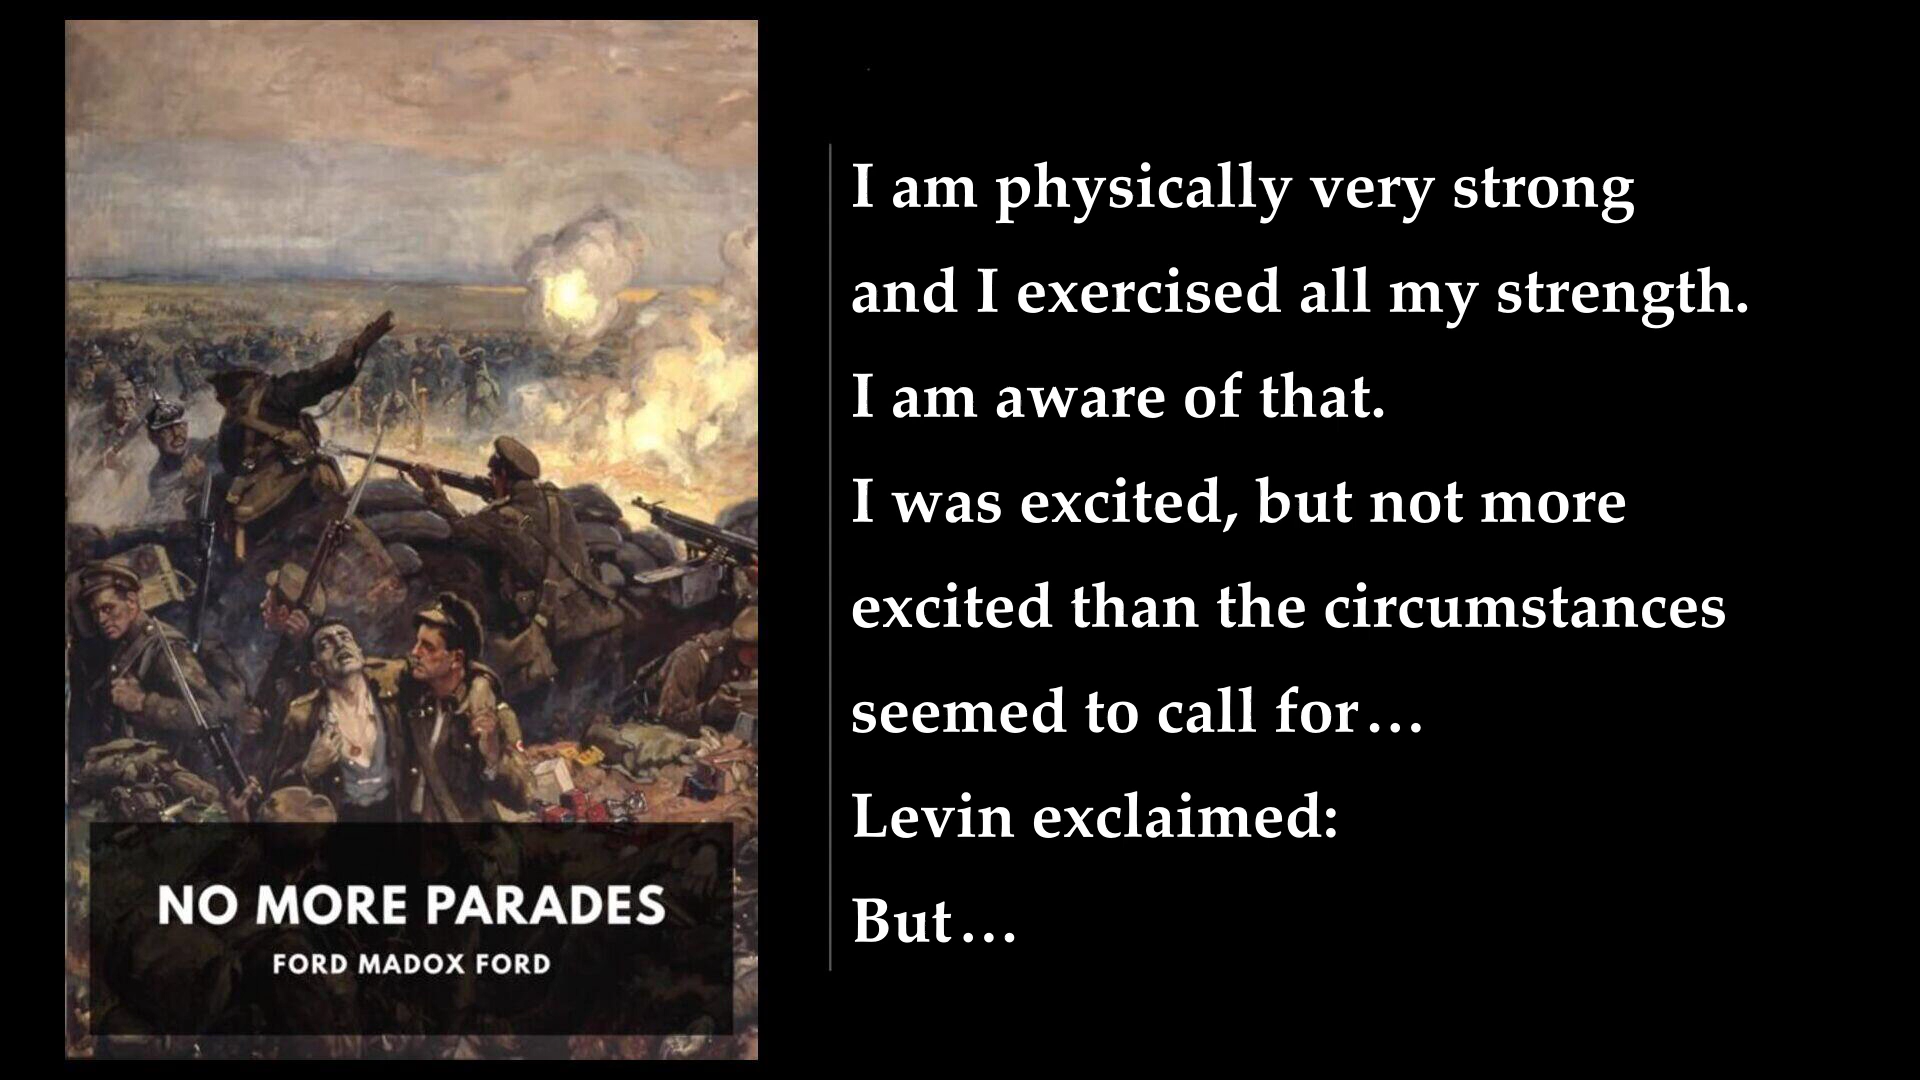 NO MORE PARADES
FORD MADOX FORD
I am physically very strong
and I exercised all my strength.
I am aware of that.
I was excited, but not more
excited than the circumstances
seemed to call for…
Levin exclaimed:
But…